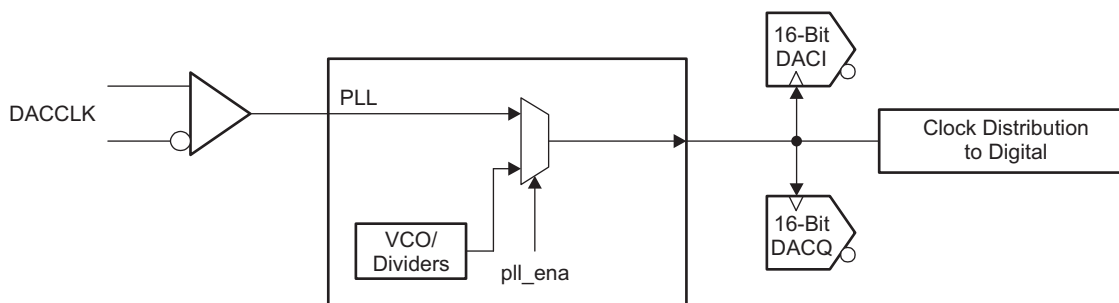 16-Bit
DACI
DACCLK
PLL
Clock Distribution
to Digital
VCO/
Dividers
pll_ena
16-Bit
DACQ